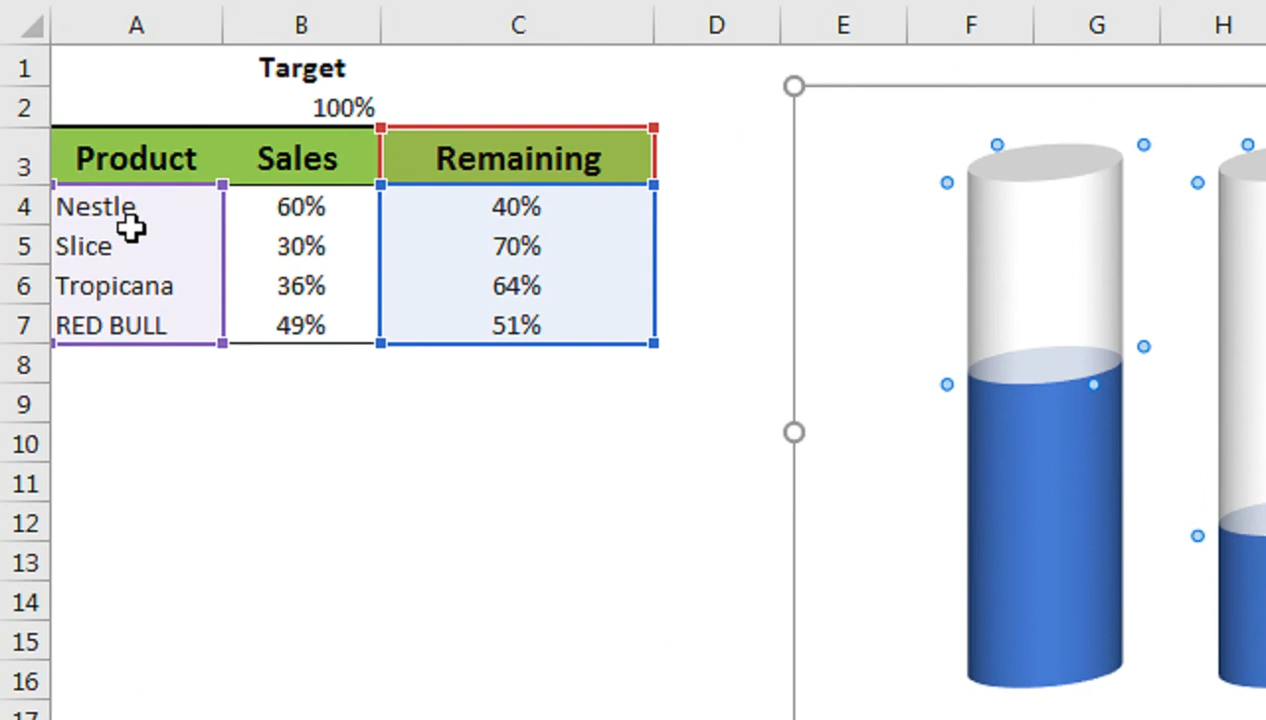 A B C D E F G H
1 Target
2 100%
3 Product Sales Remaining
4 Nestle 60% 40%
5 Slice 30% 70%
6 Tropicana 36% 64%
7 RED BULL 49% 51%
8
9
10
11
12
13
14
15
16
17